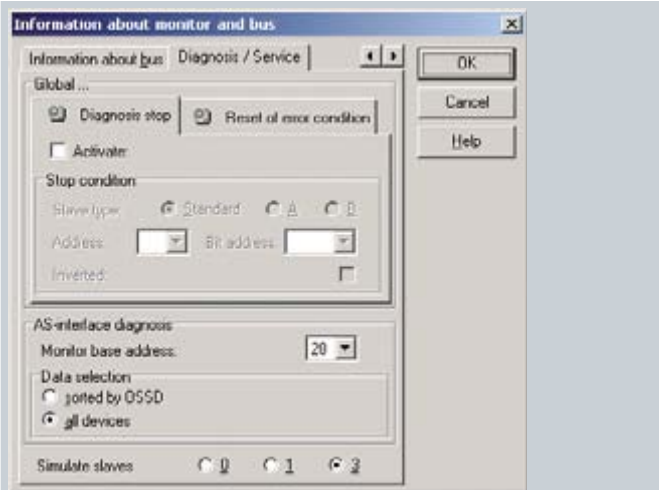 Information about monitor and bus
Information about bus
Diagnosis / Service
OK
Cancel
Help
Global ...
Diagnosis stop
Reset of error condition
Activate:
Stop condition
Slave type:
Standard
A
B
Address:
Bit address:
Inverted:
AS-interface diagnosis
Monitor base address:
28
Data selection
sorted by OSSD
all devices
Simulate slaves
0
1
3